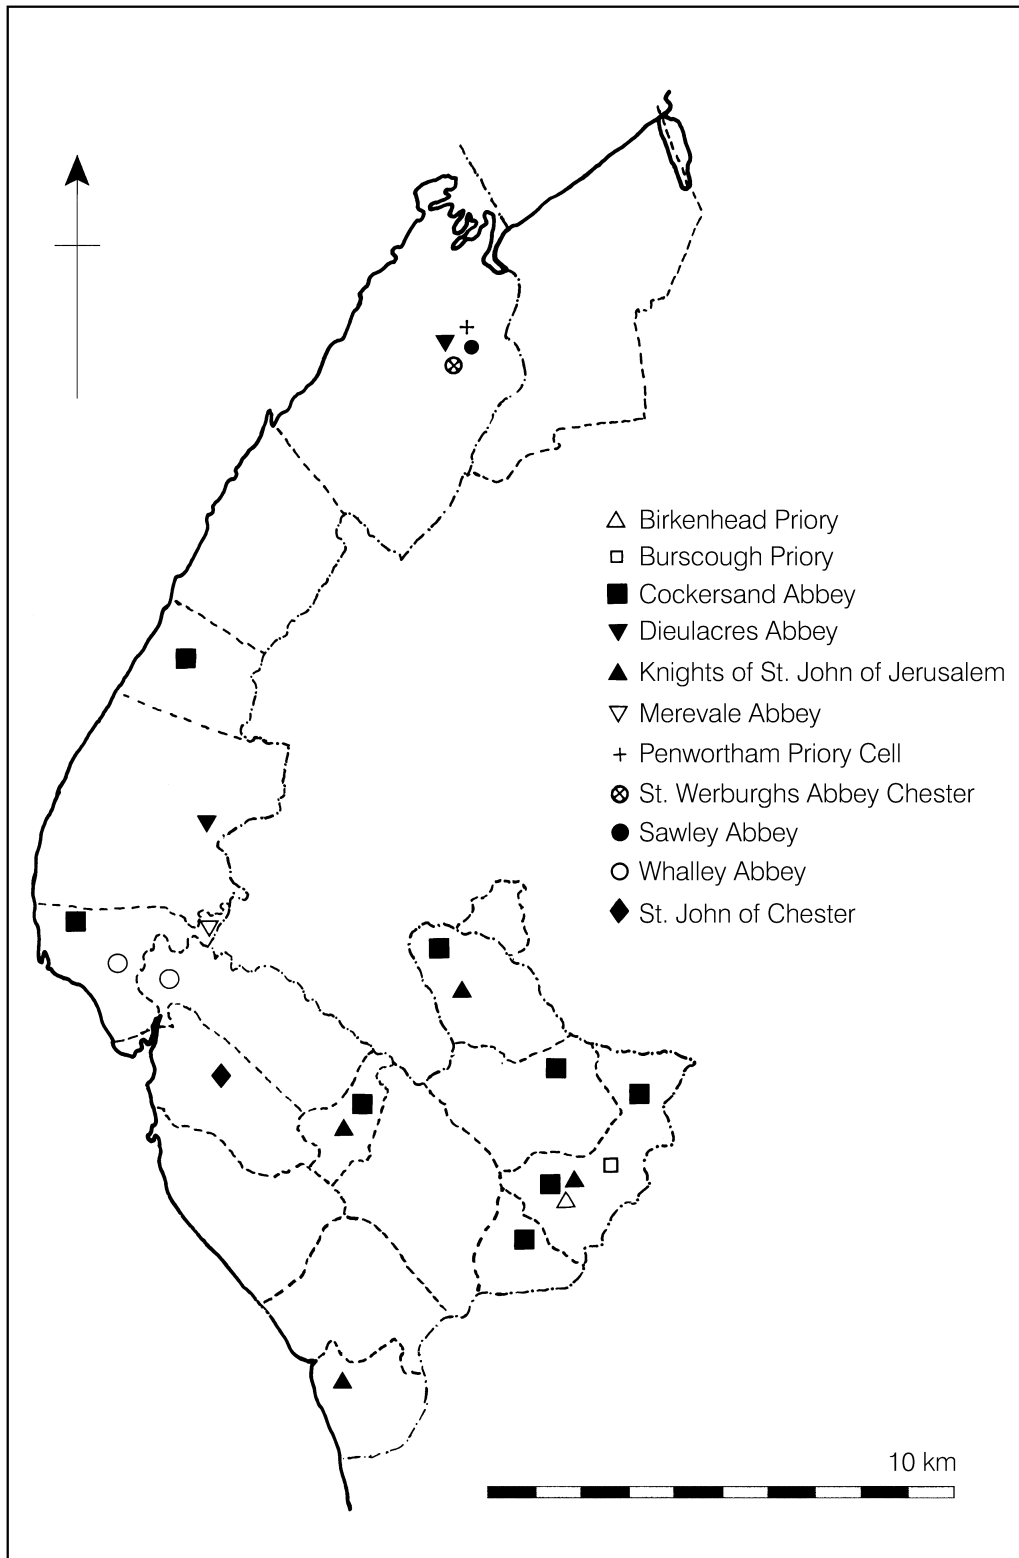 Birkenhead Priory
Burscough Priory
Cockersand Abbey
Dieulacres Abbey
Knights of St. John of Jerusalem
Merevale Abbey
Penwortham Priory Cell
St. Werburghs Abbey Chester
Sawley Abbey
Whalley Abbey
St. John of Chester
10 km